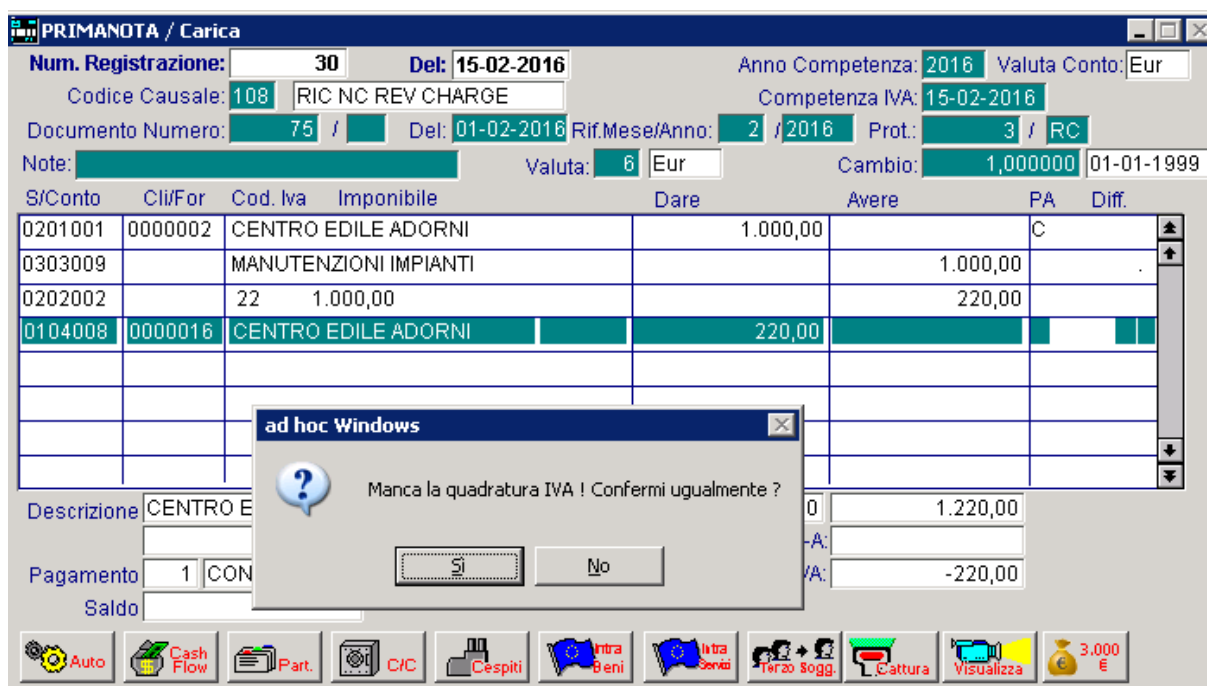 PRIMANOTA / Carica
Num. Registrazione: 30 Del: 15-02-2016 Anno Competenza: 2016 Valuta Conto: Eur
Codice Causale: 108 RIC NC REV CHARGE Competenza IVA: 15-02-2016
Documento Numero: 75 / Del: 01-02-2016 Rif.Mese/Anno: 2 / 2016 Prot.: 3 / RC
Note: Valuta: 6 Eur Cambio: 1,000000 01-01-1999
S/Conto Cli/For Cod. Iva Imponibile Dare Avere PA Diff.
0201001 0000002 CENTRO EDILE ADORNI 1.000,00 C
0303009 MANUTENZIONI IMPIANTI 1.000,00 .
0202002 22 1.000,00 220,00
0104008 0000016 CENTRO EDILE ADORNI 220,00
ad hoc Windows
Manca la quadratura IVA ! Confermi ugualmente ?
Sì No
Descrizione CENTRO E 0 1.220,00
-A:
Pagamento 1 CON VA: -220,00
Saldo
Auto Cash Flow Part. C/C Cespiti Intra Beni Intra Servizi Terzo Sogg. Cattura Visualizza 3.000 €